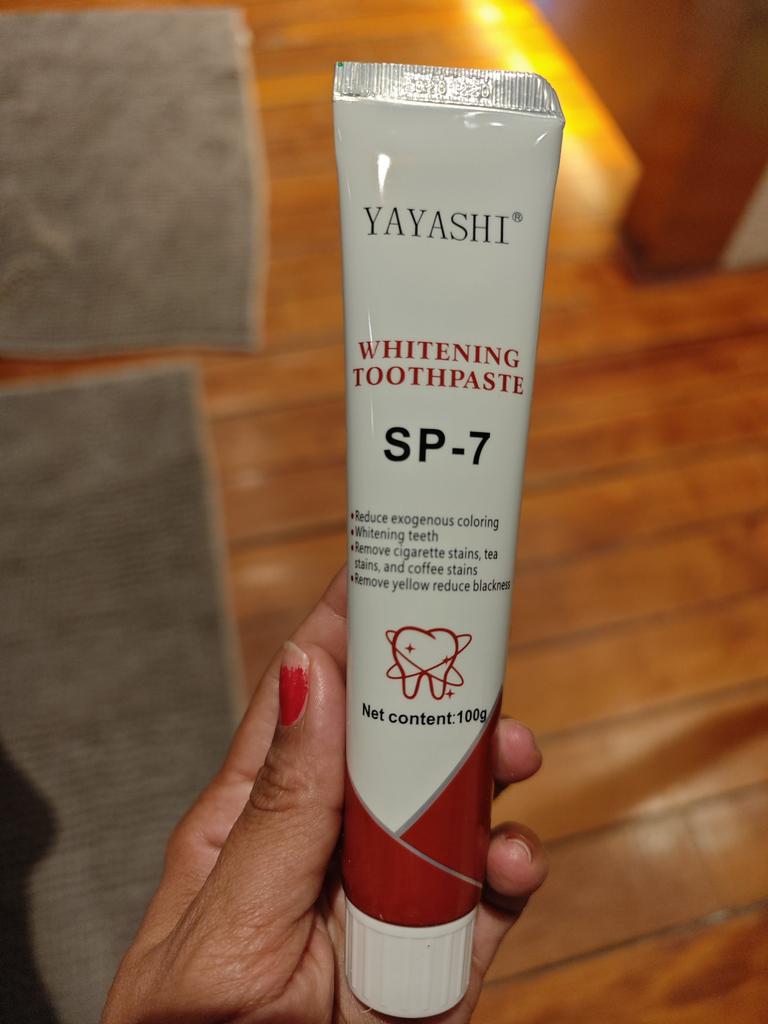 YAYASHI®
WHITENING
TOOTHPASTE
SP-7
•Reduce exogenous coloring
•Whitening teeth
•Remove cigarette stains, tea
stains, and coffee stains
•Remove yellow reduce blackness
Net content:100g